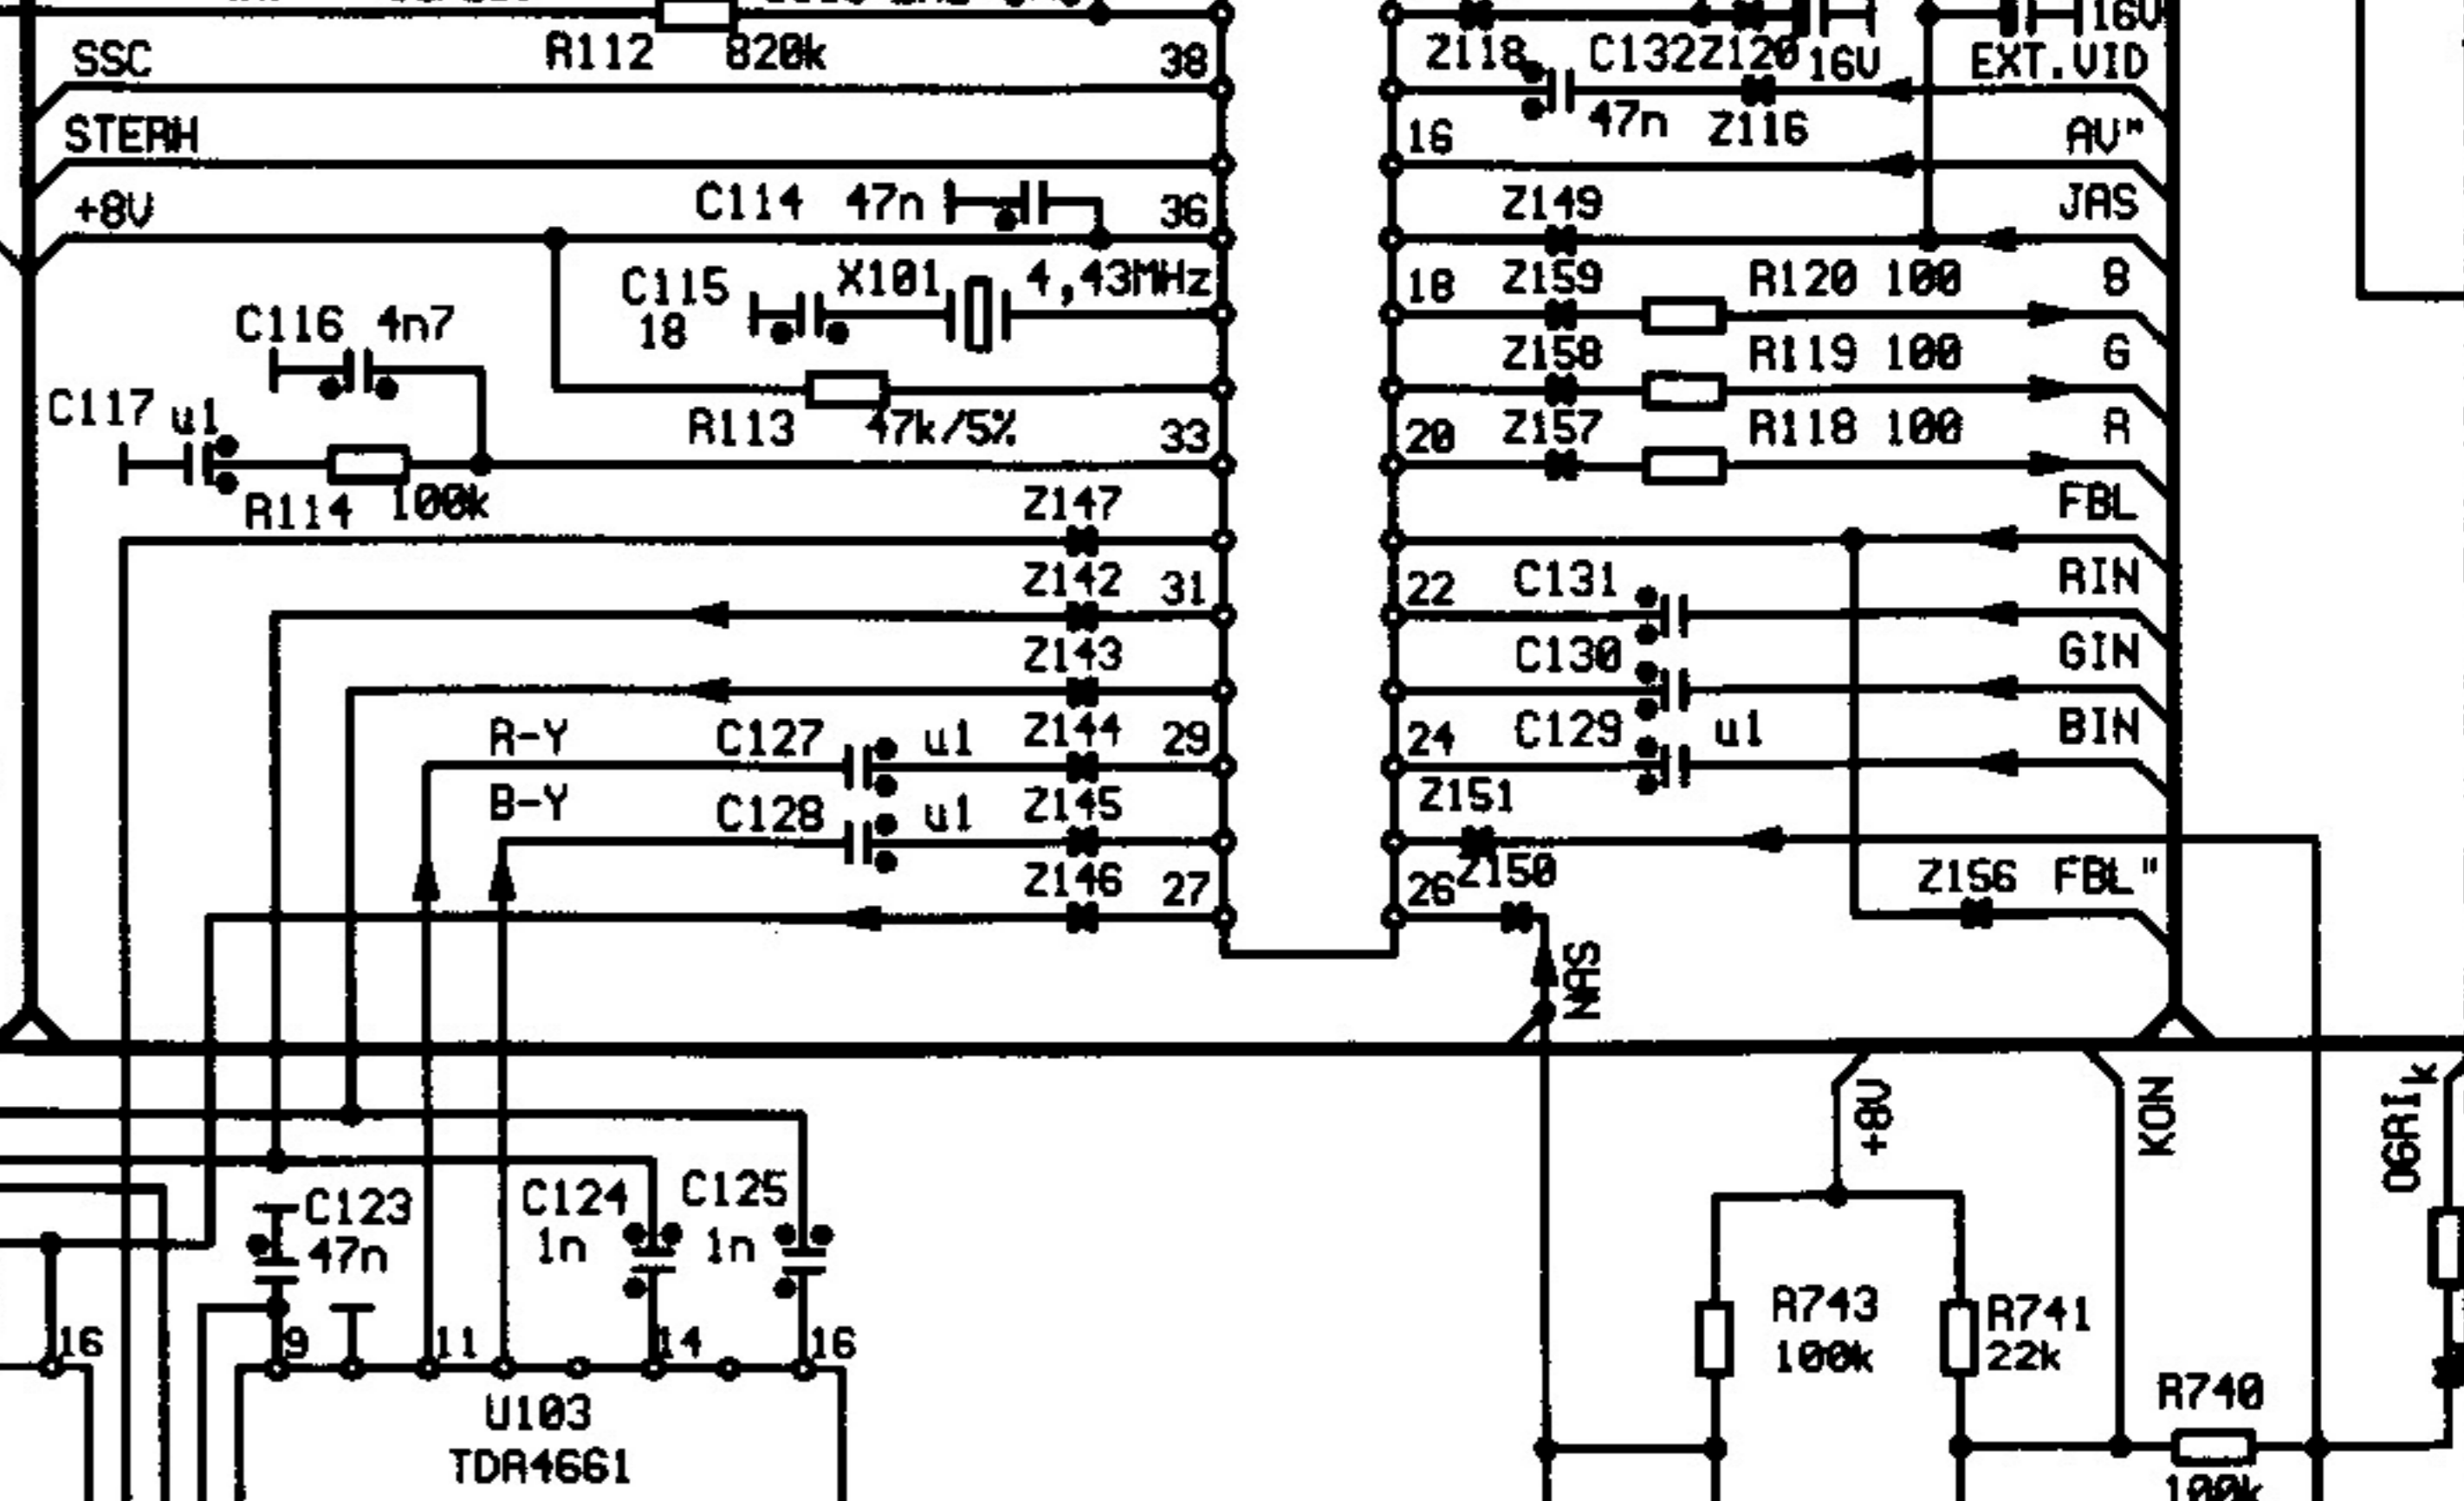 R112 820k
SSC
38
STERH
+8V
C114 47n
36
C115
18
X101
4,43MHz
C116 4n7
C117 u1
R113 47k/5%
33
R114 100k
Z147
Z142 31
Z143
R-Y C127 u1 Z144 29
B-Y C128 u1 Z145
Z146 27
Z118 C132 Z120 16V 16V
EXT.VID
47n Z116
16 AV"
Z149 JAS
18 Z159 R120 100 B
Z158 R119 100 G
20 Z157 R118 100 R
FBL
22 C131 RIN
C130 GIN
24 C129 u1 BIN
Z151
26 Z150 Z156 FBL"
NAS
+8V
KON
OGRIk
C123
47n
C124
1n
C125
1n
16 9 11 14 16
U103
TDA4661
R743
100k
R741
22k
R740
100k